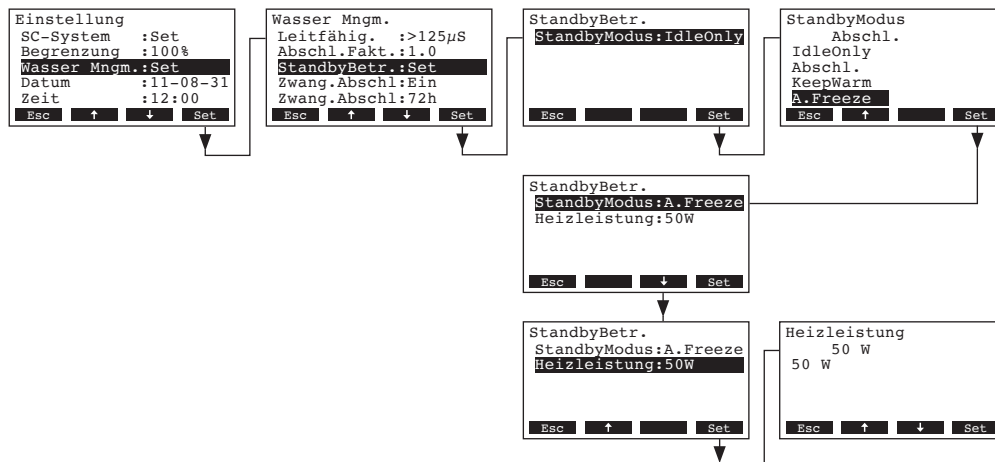 Einstellung
SC-System :Set
Begrenzung :100%
Wasser Mngm.:Set
Datum :11-08-31
Zeit :12:00
Esc ↑ ↓ Set
Wasser Mngm.
Leitfähig. :>125µS
Abschl.Fakt.:1.0
StandbyBetr.:Set
Zwang.Abschl:Ein
Zwang.Abschl:72h
Esc ↑ ↓ Set
StandbyBetr.
StandbyModus:IdleOnly
Esc Set
StandbyModus
Abschl.
IdleOnly
Abschl.
KeepWarm
A.Freeze
Esc ↑ Set
StandbyBetr.
StandbyModus:A.Freeze
Heizleistung:50W
Esc ↓ Set
StandbyBetr.
StandbyModus:A.Freeze
Heizleistung:50W
Esc ↑ Set
Heizleistung
50 W
50 W
Esc ↑ ↓ Set